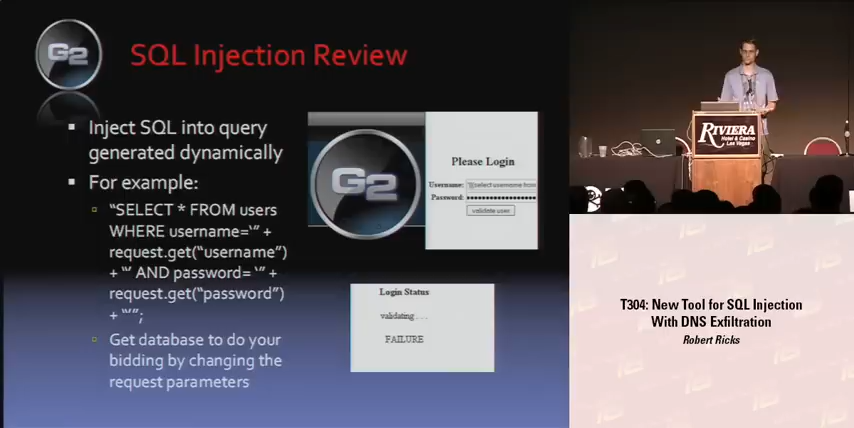 G2
SQL Injection Review
Inject SQL into query
generated dynamically
For example:
"SELECT * FROM users
WHERE username='" +
request.get("username")
+ "' AND password= '" +
request.get("password")
+ "'";
Get database to do your
bidding by changing the
request parameters
G2
Please Login
Username: '||(select username from
Password:
validate user
Login Status
validating . . .
FAILURE
RIVIERA
Hotel & Casino
Las Vegas
T304: New Tool for SQL Injection
With DNS Exfiltration
Robert Ricks